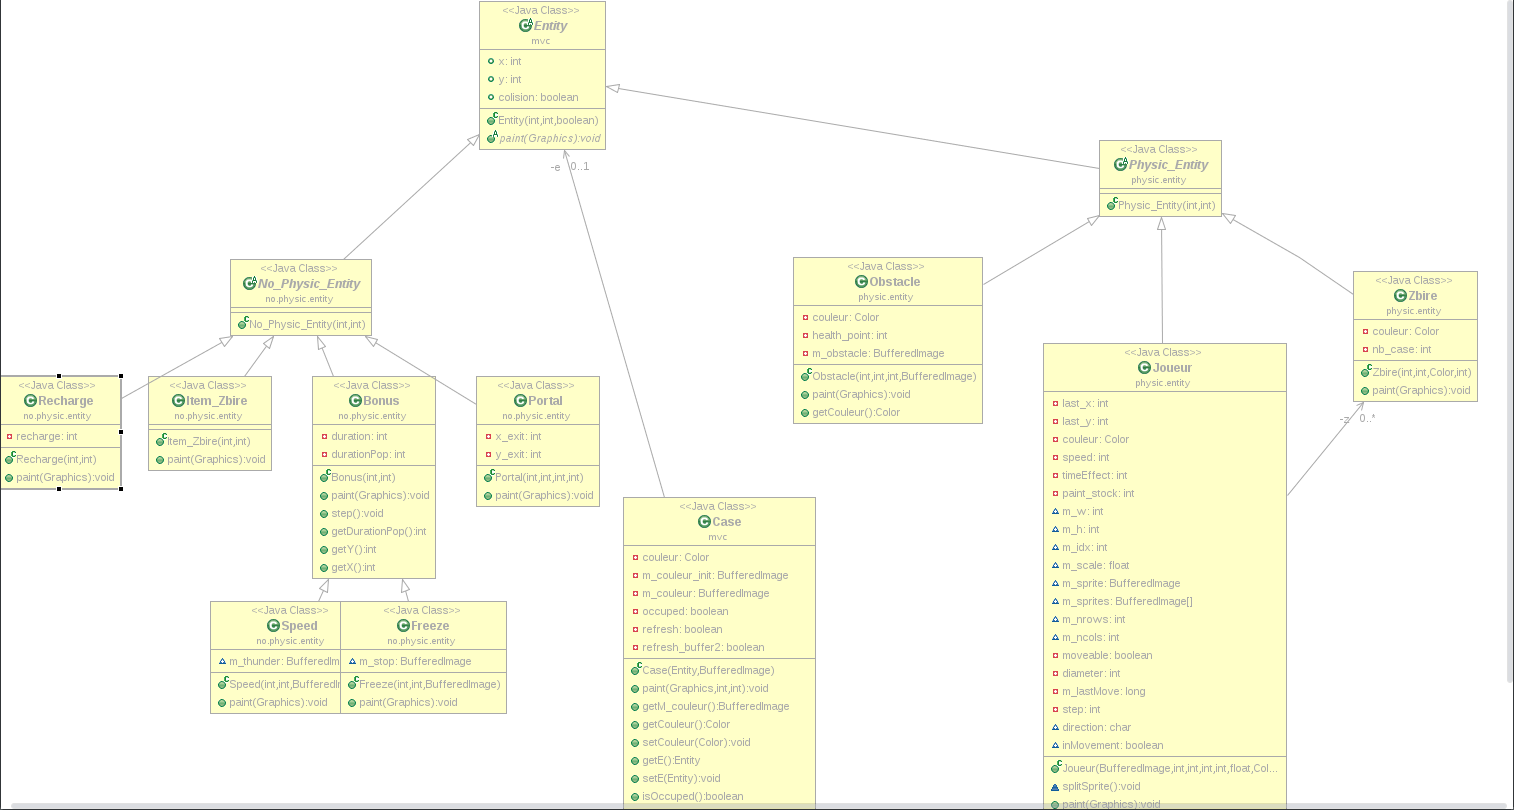 <<Java Class>>
Entity
mvc
x: int
y: int
colision: boolean
Entity(int,int,boolean)
paint(Graphics):void
-e 0..1
<<Java Class>>
Physic_Entity
physic.entity
Physic_Entity(int,int)
<<Java Class>>
No_Physic_Entity
no.physic.entity
No_Physic_Entity(int,int)
<<Java Class>>
Obstacle
physic.entity
couleur: Color
health_point: int
m_obstacle: BufferedImage
Obstacle(int,int,int,BufferedImage)
paint(Graphics):void
getCouleur():Color
<<Java Class>>
Zbire
physic.entity
couleur: Color
nb_case: int
Zbire(int,int,Color,int)
paint(Graphics):void
-z 0..*
<<Java Class>>
Recharge
no.physic.entity
recharge: int
Recharge(int,int)
paint(Graphics):void
<<Java Class>>
Item_Zbire
no.physic.entity
Item_Zbire(int,int)
paint(Graphics):void
<<Java Class>>
Bonus
no.physic.entity
duration: int
durationPop: int
Bonus(int,int)
paint(Graphics):void
step():void
getDurationPop():int
getY():int
getX():int
<<Java Class>>
Portal
no.physic.entity
x_exit: int
y_exit: int
Portal(int,int,int,int)
paint(Graphics):void
<<Java Class>>
Speed
no.physic.entity
m_thunder: BufferedIm
Speed(int,int,BufferedI
paint(Graphics):void
<<Java Class>>
Freeze
no.physic.entity
m_stop: BufferedImage
Freeze(int,int,BufferedImage)
paint(Graphics):void
<<Java Class>>
Case
mvc
couleur: Color
m_couleur_init: BufferedImage
m_couleur: BufferedImage
occuped: boolean
refresh: boolean
refresh_buffer2: boolean
Case(Entity,BufferedImage)
paint(Graphics,int,int):void
getM_couleur():BufferedImage
getCouleur():Color
setCouleur(Color):void
getE():Entity
setE(Entity):void
isOccuped():boolean
<<Java Class>>
Joueur
physic.entity
last_x: int
last_y: int
couleur: Color
speed: int
timeEffect: int
paint_stock: int
m_w: int
m_h: int
m_idx: int
m_scale: float
m_sprite: BufferedImage
m_sprites: BufferedImage[]
m_nrows: int
m_ncols: int
moveable: boolean
diameter: int
m_lastMove: long
step: int
direction: char
inMovement: boolean
Joueur(BufferedImage,int,int,int,int,float,Col...
splitSprite():void
paint(Graphics):void